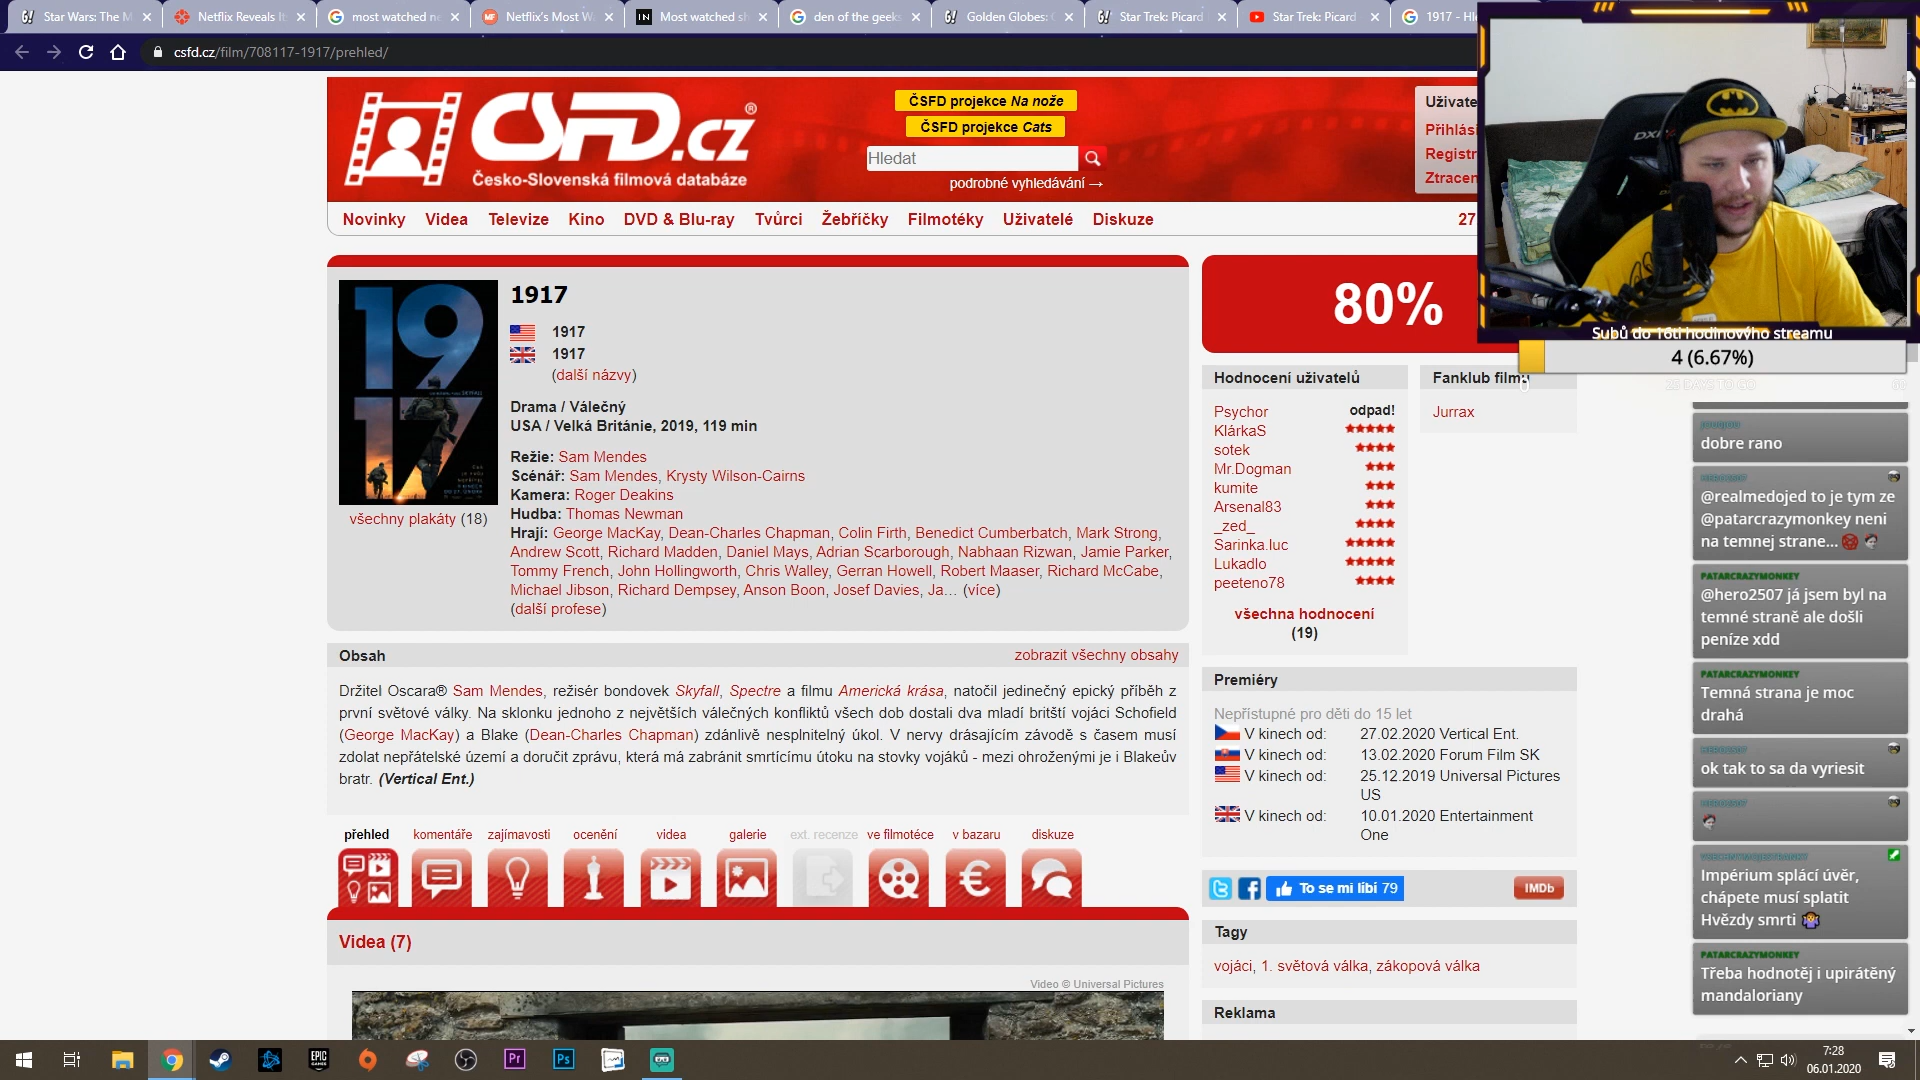 Star Wars: The M
Netflix Reveals It
most watched ne
Netflix's Most W
Most watched sh
den of the geeks
Golden Globes:
Star Trek: Picard
Star Trek: Picard
csfd.cz/film/708117-1917/prehled/
ČSFD.cz®
Česko-Slovenská filmová databáze
ČSFD projekce Na nože
ČSFD projekce Cats
Hledat
podrobné vyhledávání →
Uživate
Přihlási
Registr
Ztracen
Novinky Videa Televize Kino DVD & Blu-ray Tvůrci Žebříčky Filmotéky Uživatelé Diskuze
27
1917
1917
1917
(další názvy)
Drama / Válečný
USA / Velká Británie, 2019, 119 min
Režie: Sam Mendes
Scénář: Sam Mendes, Krysty Wilson-Cairns
Kamera: Roger Deakins
Hudba: Thomas Newman
Hrají: George MacKay, Dean-Charles Chapman, Colin Firth, Benedict Cumberbatch, Mark Strong,
Andrew Scott, Richard Madden, Daniel Mays, Adrian Scarborough, Nabhaan Rizwan, Jamie Parker,
Tommy French, John Hollingworth, Chris Walley, Gerran Howell, Robert Maaser, Richard McCabe,
Michael Jibson, Richard Dempsey, Anson Boon, Josef Davies, Ja... (více)
(další profese)
19
17
všechny plakáty (18)
80%
Hodnocení uživatelů
Psychor odpad!
KlárkaS ★★★★★
sotek ★★★★
Mr.Dogman ★★★
kumite ★★★
Arsenal83 ★★★
_zed_ ★★★★
Sarinka.luc ★★★★★
Lukadlo ★★★★★
peeteno78 ★★★★
všechna hodnocení
(19)
Fanklub filmu
Jurrax
Obsah
zobrazit všechny obsahy
Držitel Oscara® Sam Mendes, režisér bondovek Skyfall, Spectre a filmu Americká krása, natočil jedinečný epický příběh z
první světové války. Na sklonku jednoho z největších válečných konfliktů všech dob dostali dva mladí britští vojáci Schofield
(George MacKay) a Blake (Dean-Charles Chapman) zdánlivě nesplnitelný úkol. V nervy drásajícím závodě s časem musí
zdolat nepřátelské území a doručit zprávu, která má zabránit smrtícímu útoku na stovky vojáků - mezi ohroženými je i Blakeův
bratr. (Vertical Ent.)
Premiéry
Nepřístupné pro děti do 15 let
V kinech od: 27.02.2020 Vertical Ent.
V kinech od: 13.02.2020 Forum Film SK
V kinech od: 25.12.2019 Universal Pictures
US
V kinech od: 10.01.2020 Entertainment
One
přehled komentáře zajímavosti ocenění videa galerie ext. recenze ve filmotéce v bazaru diskuze
To se mi líbí 79
IMDb
Tagy
vojáci, 1. světová válka, zákopová válka
Reklama
Videa (7)
Video © Universal Pictures
DX
Subů do 16ti hodinovýho streamu
4 (6.67%)
0
dobre rano
@realmedojed to je tym ze
@patarcrazymonkey neni
na temnej strane...
PATARCRAZYMONKEY
@hero2507 já jsem byl na
temné straně ale došli
peníze xdd
PATARCRAZYMONKEY
Temná strana je moc
drahá
HERO2507
ok tak to sa da vyriesit
HERO2507
Impérium splácí úvěr,
chápete musí splatit
Hvězdy smrti
PATARCRAZYMONKEY
Třeba hodnotěj i upirátěný
mandaloriany
EPIC
GAMES
Pr
Ps
7:28
06.01.2020